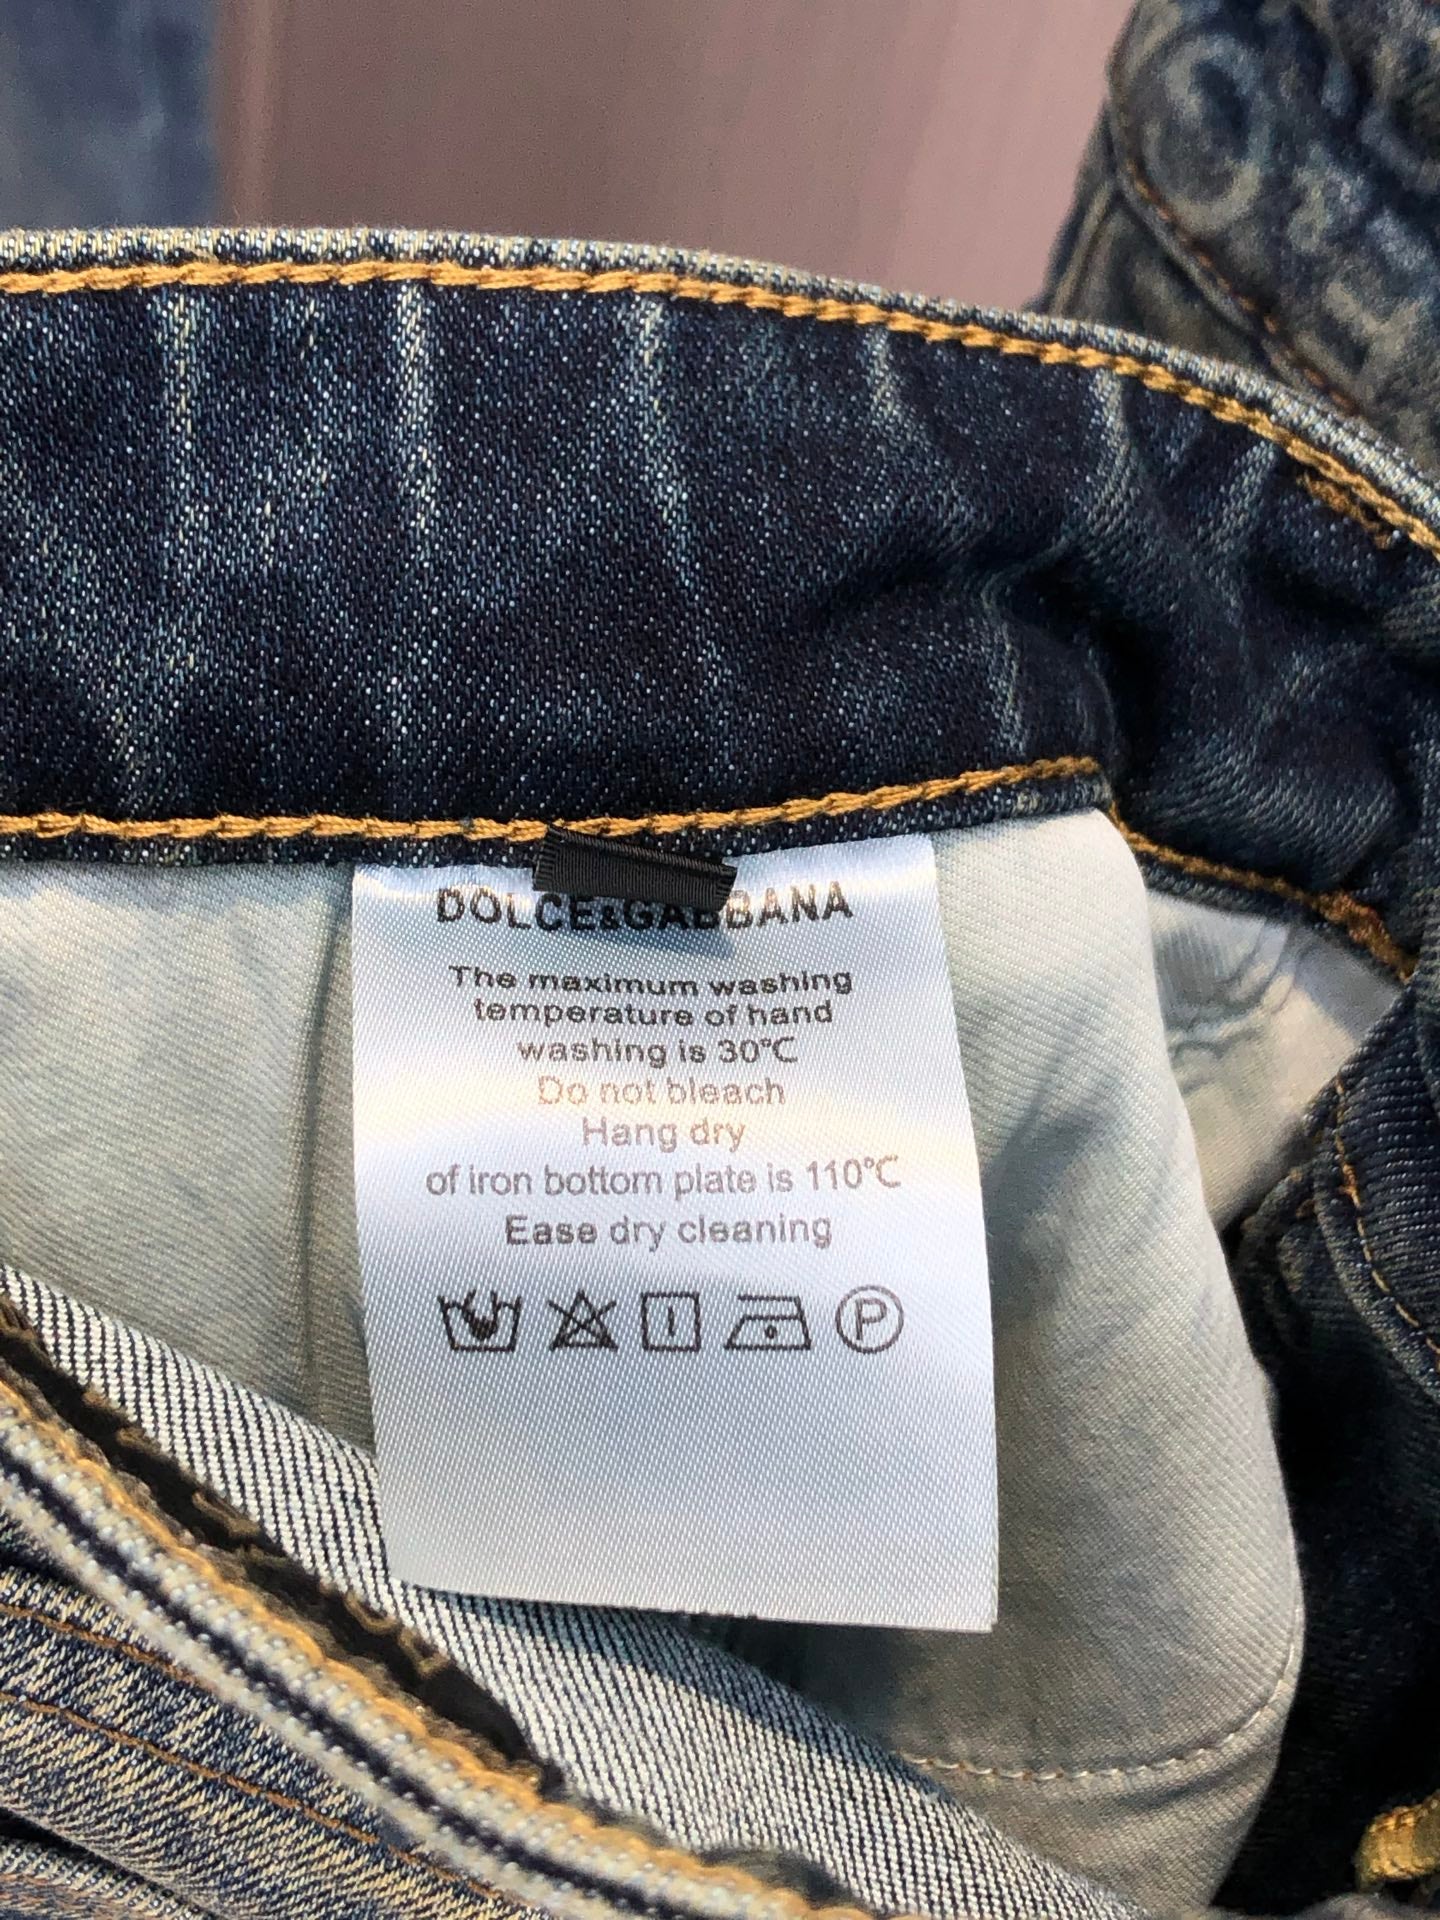 DOLCE&GABBANA
The maximum washing
temperature of hand
washing is 30°C
Do not bleach
Hang dry
of iron bottom plate is 110°C
Ease dry cleaning
P